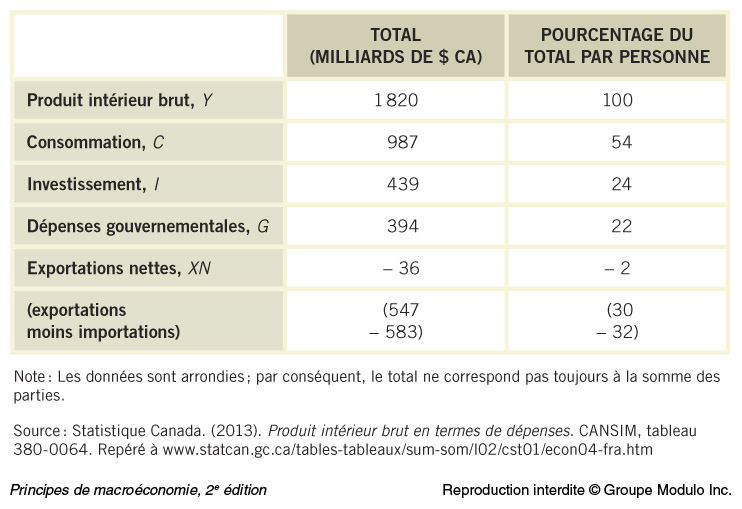 TOTAL
(MILLIARDS DE $ CA)
POURCENTAGE DU
TOTAL PAR PERSONNE
Produit intérieur brut, Y 1 820 100
Consommation, C 987 54
Investissement, I 439 24
Dépenses gouvernementales, G 394 22
Exportations nettes, XN – 36 – 2
(exportations (547 (30
moins importations) – 583) – 32)
Note : Les données sont arrondies ; par conséquent, le total ne correspond pas toujours à la somme des
parties.
Source : Statistique Canada. (2013). Produit intérieur brut en termes de dépenses. CANSIM, tableau
380-0064. Repéré à www.statcan.gc.ca/tables-tableaux/sum-som/l02/cst01/econ04-fra.htm
Principes de macroéconomie, 2e édition
Reproduction interdite © Groupe Modulo Inc.